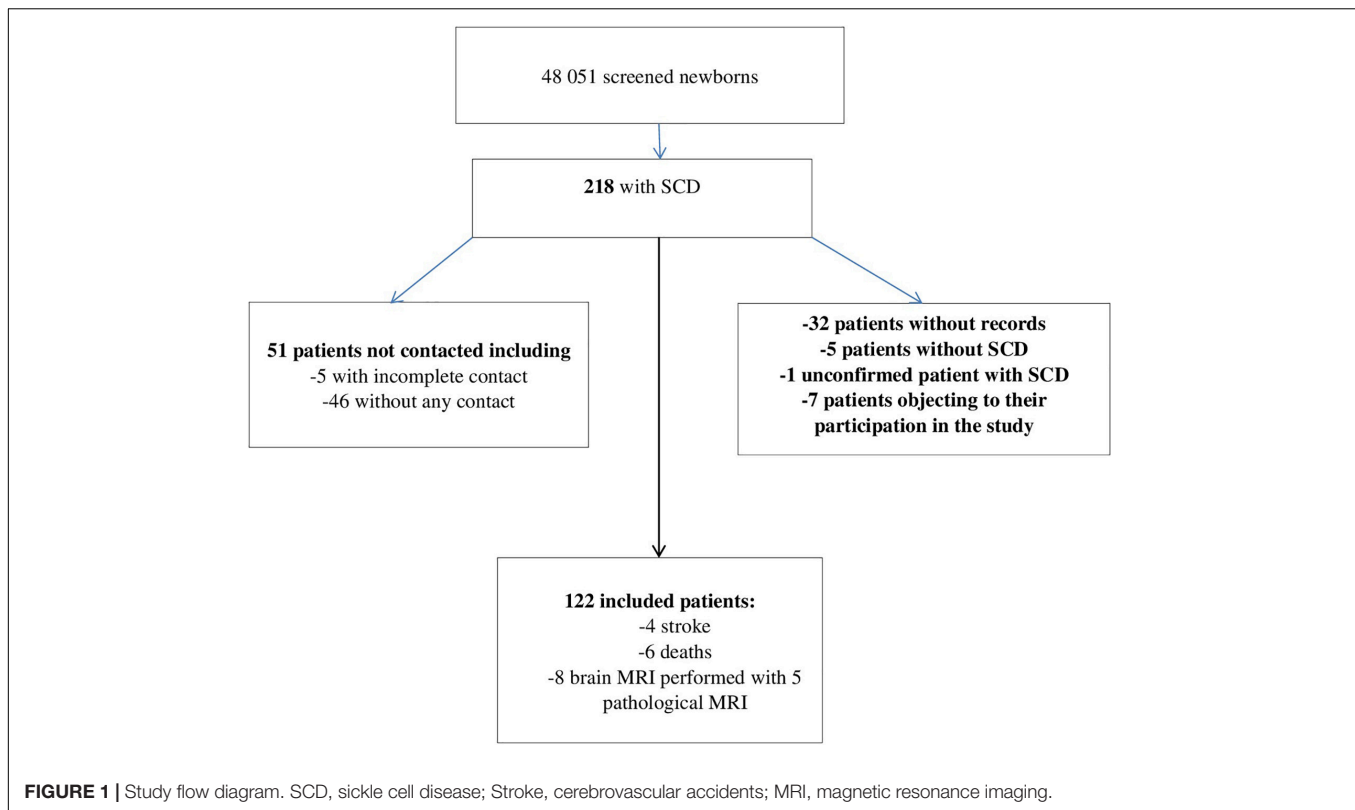 48 051 screened newborns
218 with SCD
51 patients not contacted including
-5 with incomplete contact
-46 without any contact
-32 patients without records
-5 patients without SCD
-1 unconfirmed patient with SCD
-7 patients objecting to their
participation in the study
122 included patients:
-4 stroke
-6 deaths
-8 brain MRI performed with 5
pathological MRI
FIGURE 1 | Study flow diagram. SCD, sickle cell disease; Stroke, cerebrovascular accidents; MRI, magnetic resonance imaging.